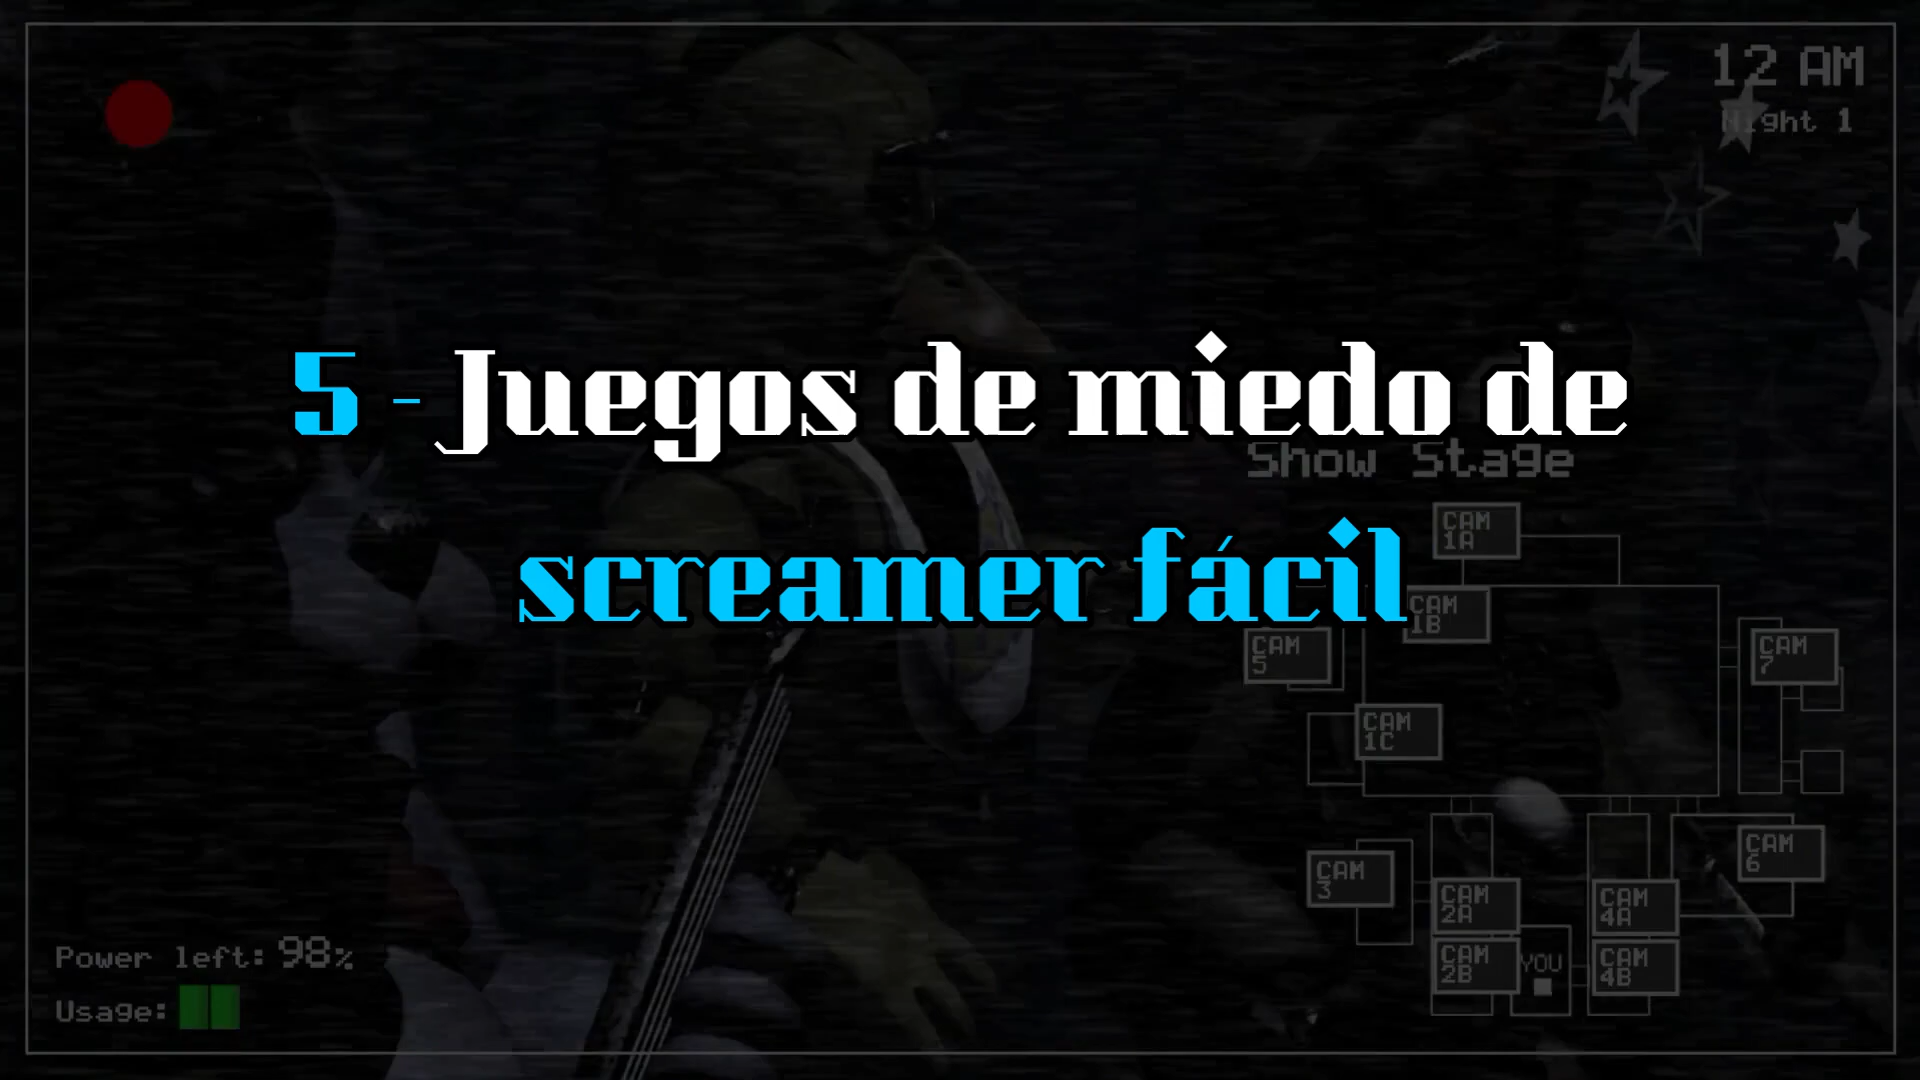 12 AM
Night 1
5 - Juegos de miedo de
screamer fácil
Show Stage
CAM
1A
CAM
1B
CAM
5
CAM
7
CAM
1C
CAM
3
CAM
6
CAM
2A
CAM
4A
CAM
2B
YOU
CAM
4B
Power left: 98%
Usage: